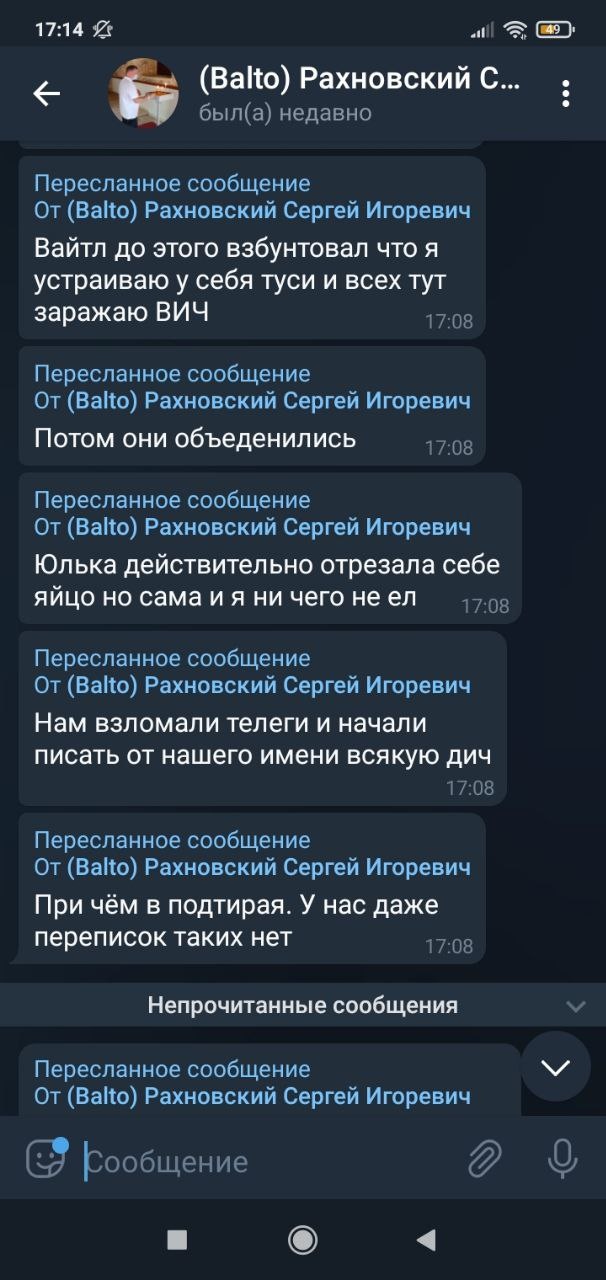 17:14
49
(Balto) Рахновский С...
был(а) недавно
Пересланное сообщение
От (Balto) Рахновский Сергей Игоревич
Вайтл до этого взбунтовал что я
устраиваю у себя туси и всех тут
заражаю ВИЧ
17:08
Пересланное сообщение
От (Balto) Рахновский Сергей Игоревич
Потом они объеденились
17:08
Пересланное сообщение
От (Balto) Рахновский Сергей Игоревич
Юлька действительно отрезала себе
яйцо но сама и я ни чего не ел
17:08
Пересланное сообщение
От (Balto) Рахновский Сергей Игоревич
Нам взломали телеги и начали
писать от нашего имени всякую дич
17:08
Пересланное сообщение
От (Balto) Рахновский Сергей Игоревич
При чём в подтирая. У нас даже
переписок таких нет
17:08
Непрочитанные сообщения
Пересланное сообщение
От (Balto) Рахновский Сергей Игоревич
Сообщение